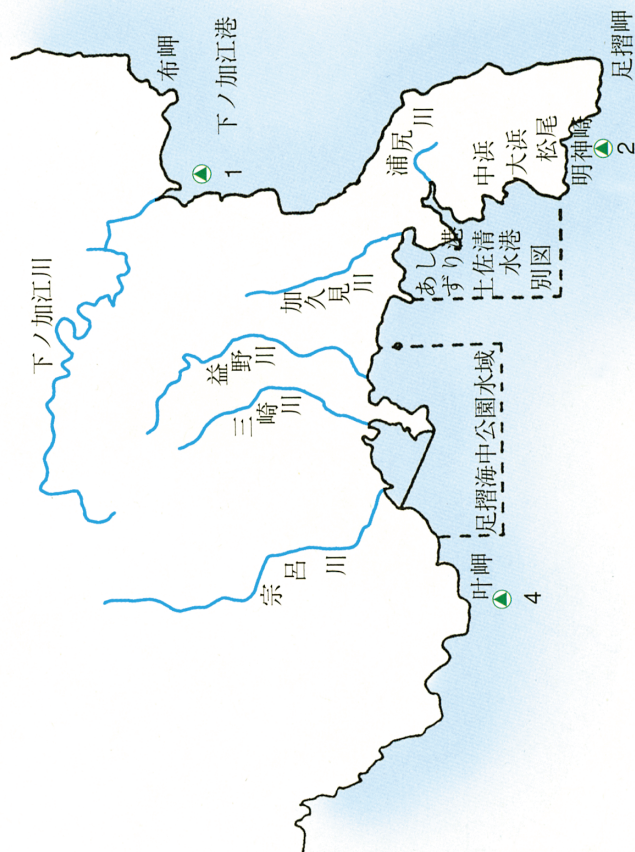 布岬
下ノ加江港
1
下ノ加江川
足摺岬
浦尻川
中浜
大浜
松尾
明神崎
2
加久見川
あしずり港
土佐清水港
別図
益野川
三崎川
足摺海中公園水域
宗呂川
叶岬
4